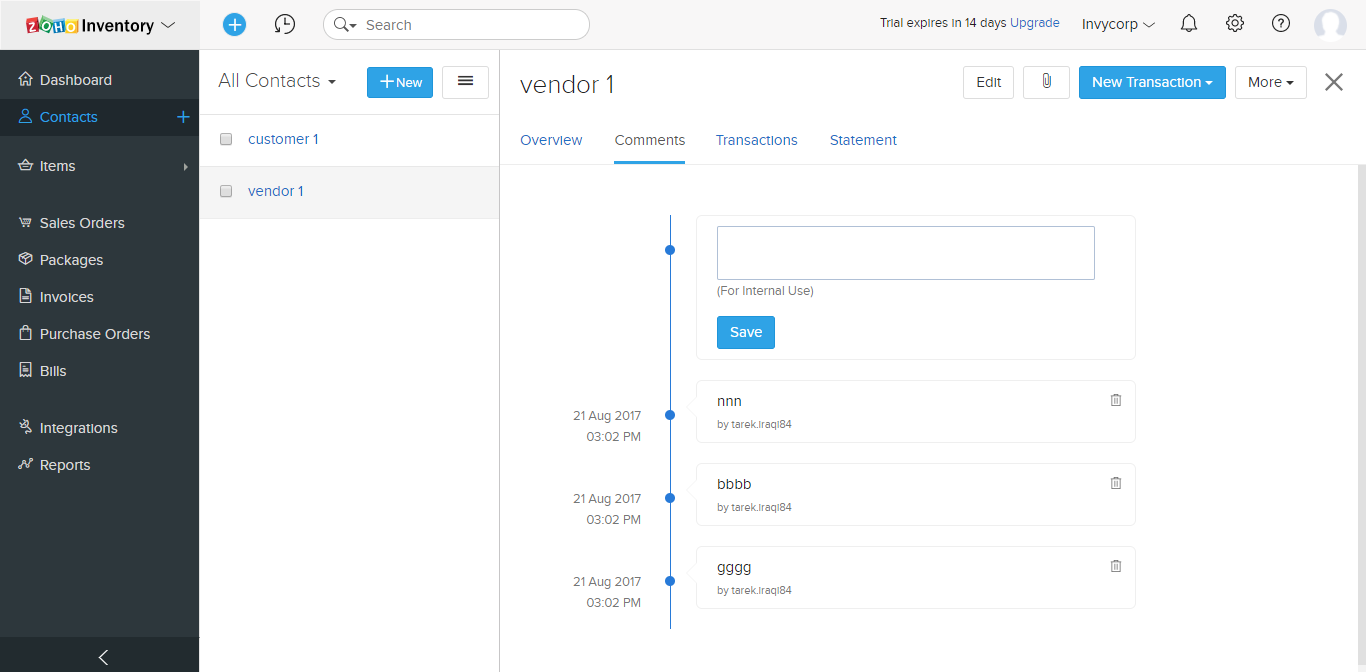 ZOHO Inventory
Search
Trial expires in 14 days Upgrade
Invycorp
Dashboard
Contacts
Items
Sales Orders
Packages
Invoices
Purchase Orders
Bills
Integrations
Reports
All Contacts
+New
customer 1
vendor 1
vendor 1
Edit
New Transaction
More
Overview
Comments
Transactions
Statement
(For Internal Use)
Save
21 Aug 2017
03:02 PM
nnn
by tarek.iraqi84
21 Aug 2017
03:02 PM
bbbb
by tarek.iraqi84
21 Aug 2017
03:02 PM
gggg
by tarek.iraqi84